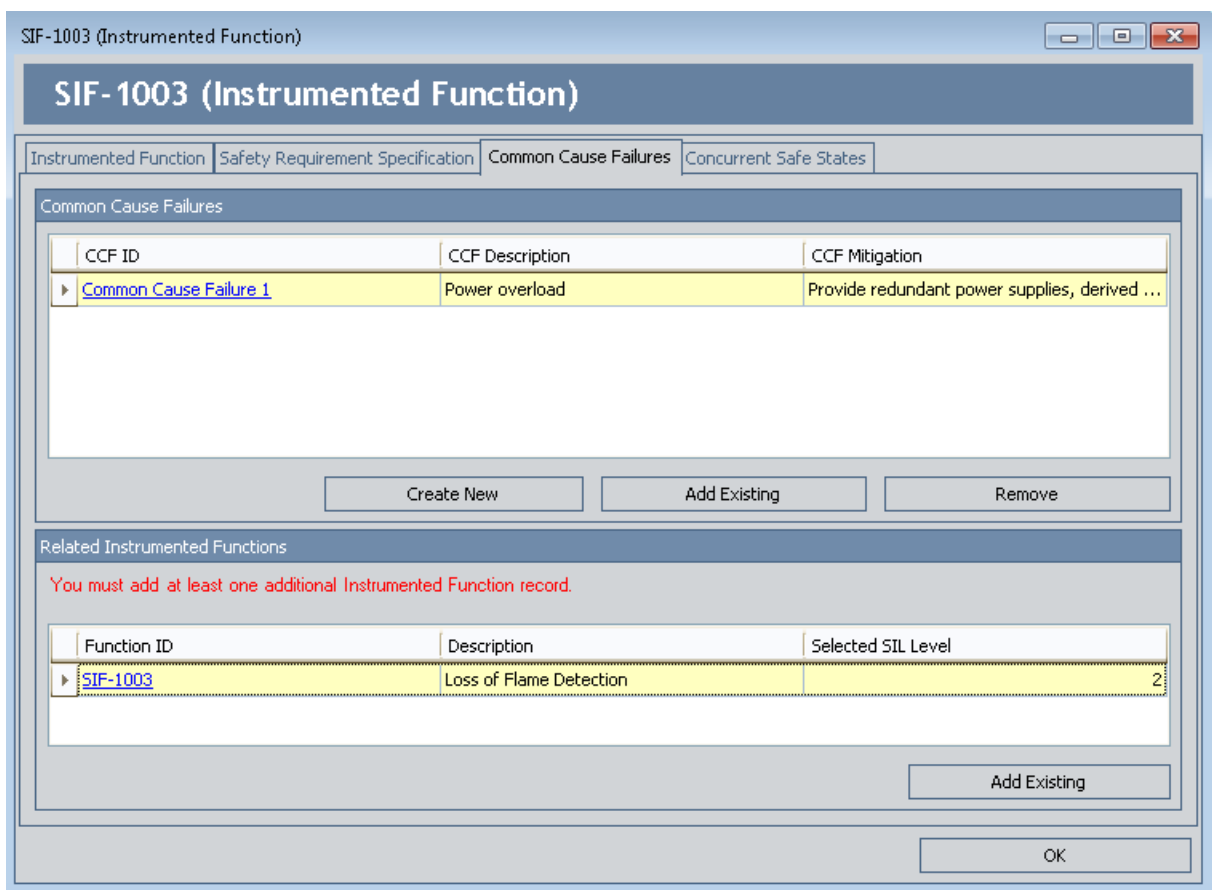 SIF-1003 (Instrumented Function)
SIF-1003 (Instrumented Function)
Instrumented Function Safety Requirement Specification Common Cause Failures Concurrent Safe States
Common Cause Failures
CCF ID CCF Description CCF Mitigation
Common Cause Failure 1 Power overload Provide redundant power supplies, derived ...
Create New Add Existing Remove
Related Instrumented Functions
You must add at least one additional Instrumented Function record.
Function ID Description Selected SIL Level
SIF-1003 Loss of Flame Detection 2
Add Existing
OK